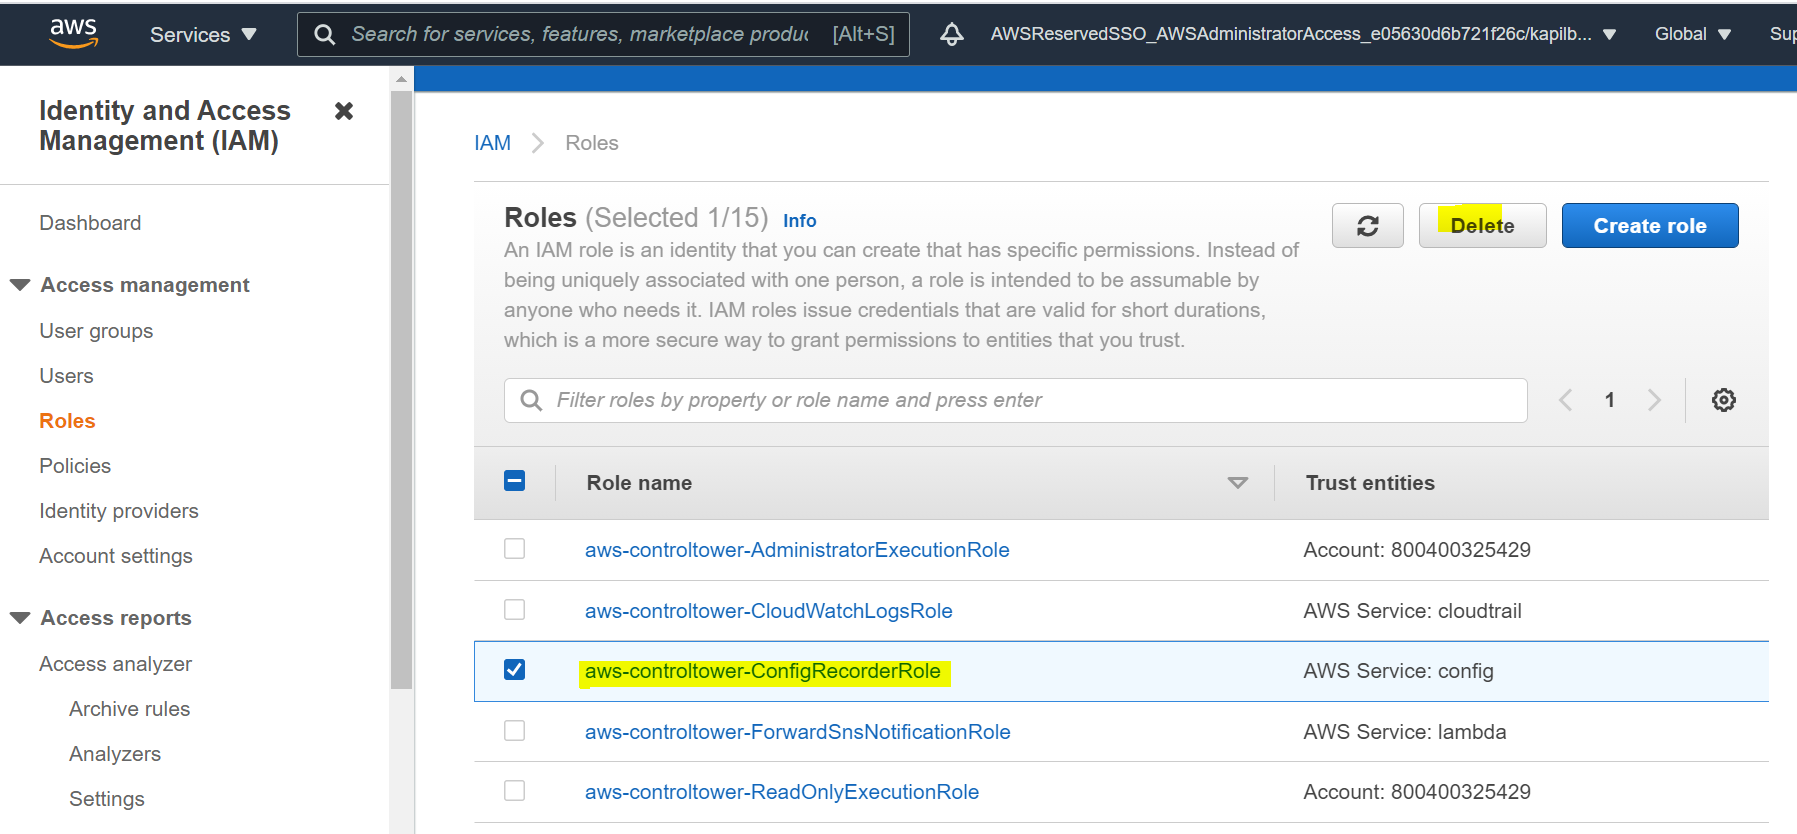 aws
Services
Search for services, features, marketplace produc [Alt+S]
AWSReservedSSO_AWSAdministratorAccess_e05630d6b721f26c/kapilb...
Global
Sup
Identity and Access
Management (IAM)
Dashboard
Access management
User groups
Users
Roles
Policies
Identity providers
Account settings
Access reports
Access analyzer
Archive rules
Analyzers
Settings
IAM
Roles
Roles (Selected 1/15) Info
An IAM role is an identity that you can create that has specific permissions. Instead of
being uniquely associated with one person, a role is intended to be assumable by
anyone who needs it. IAM roles issue credentials that are valid for short durations,
which is a more secure way to grant permissions to entities that you trust.
Delete
Create role
Filter roles by property or role name and press enter
1
Role name Trust entities
aws-controltower-AdministratorExecutionRole Account: 800400325429
aws-controltower-CloudWatchLogsRole AWS Service: cloudtrail
aws-controltower-ConfigRecorderRole AWS Service: config
aws-controltower-ForwardSnsNotificationRole AWS Service: lambda
aws-controltower-ReadOnlyExecutionRole Account: 800400325429